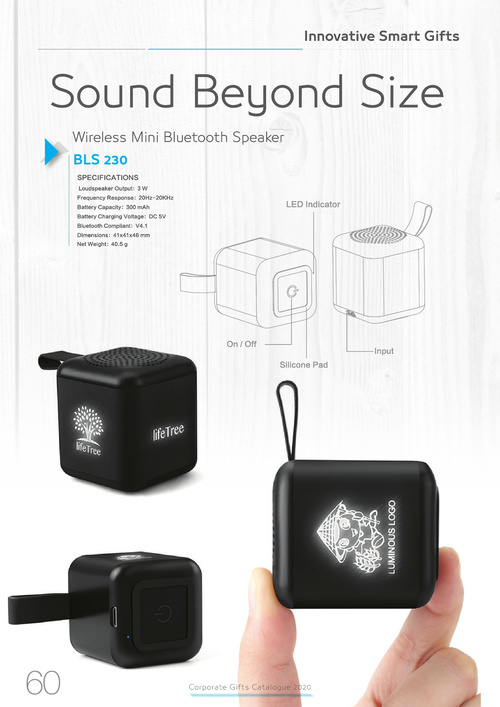 Innovative Smart Gifts
Sound Beyond Size
Wireless Mini Bluetooth Speaker
BLS 230
SPECIFICATIONS
Loudspeaker Output: 3 W
Frequency Response: 20Hz~20KHz
Battery Capacity: 300 mAh
Battery Charging Voltage: DC 5V
Bluetooth Compliant: V4.1
Dimensions: 41x41x46 mm
Net Weight: 40.5 g
LED Indicator
On / Off
Input
Silicone Pad
lifeTree
lifeTree
LUMINOUS LOGO
60
Corporate Gifts Catalogue 2020